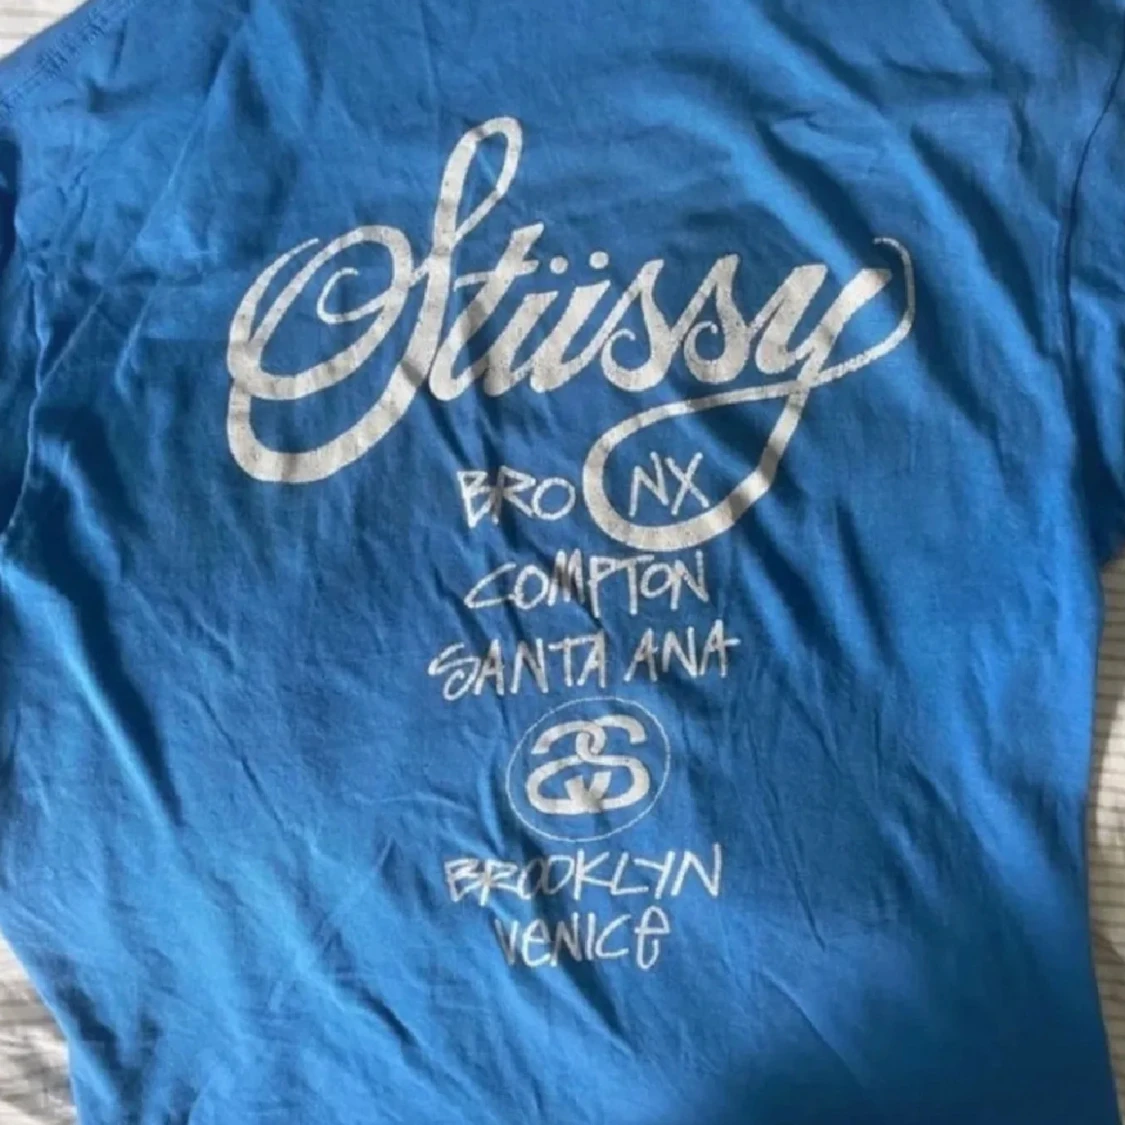 Stüssy
BRONX
COMPTON
SANTA ANA
SS
BROOKLYN
VENICE